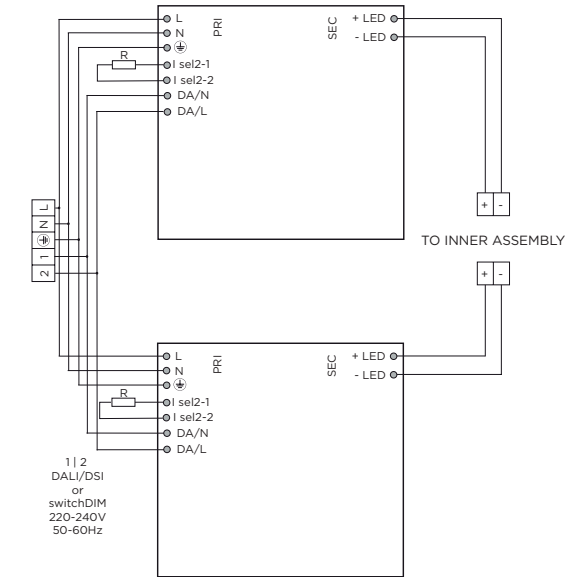 L
N
R
I sel2-1
I sel2-2
DA/N
DA/L
PRI
SEC
+ LED
- LED
L
N
1
2
+ -
TO INNER ASSEMBLY
+ -
L
N
R
I sel2-1
I sel2-2
DA/N
DA/L
PRI
SEC
+ LED
- LED
1 | 2
DALI/DSI
or
switchDIM
220-240V
50-60Hz